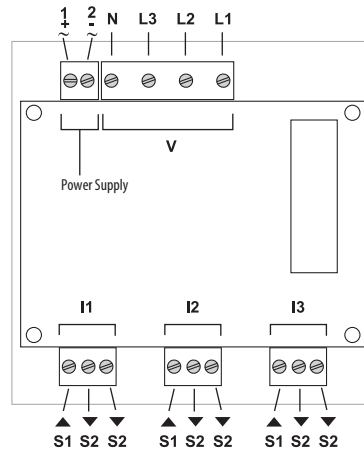 1 2 N L3 L2 L1
+ -
~ ~
V
Power Supply
I1 I2 I3
▲ ▼ ▼ ▲ ▼ ▼ ▲ ▼ ▼
S1 S2 S2 S1 S2 S2 S1 S2 S2